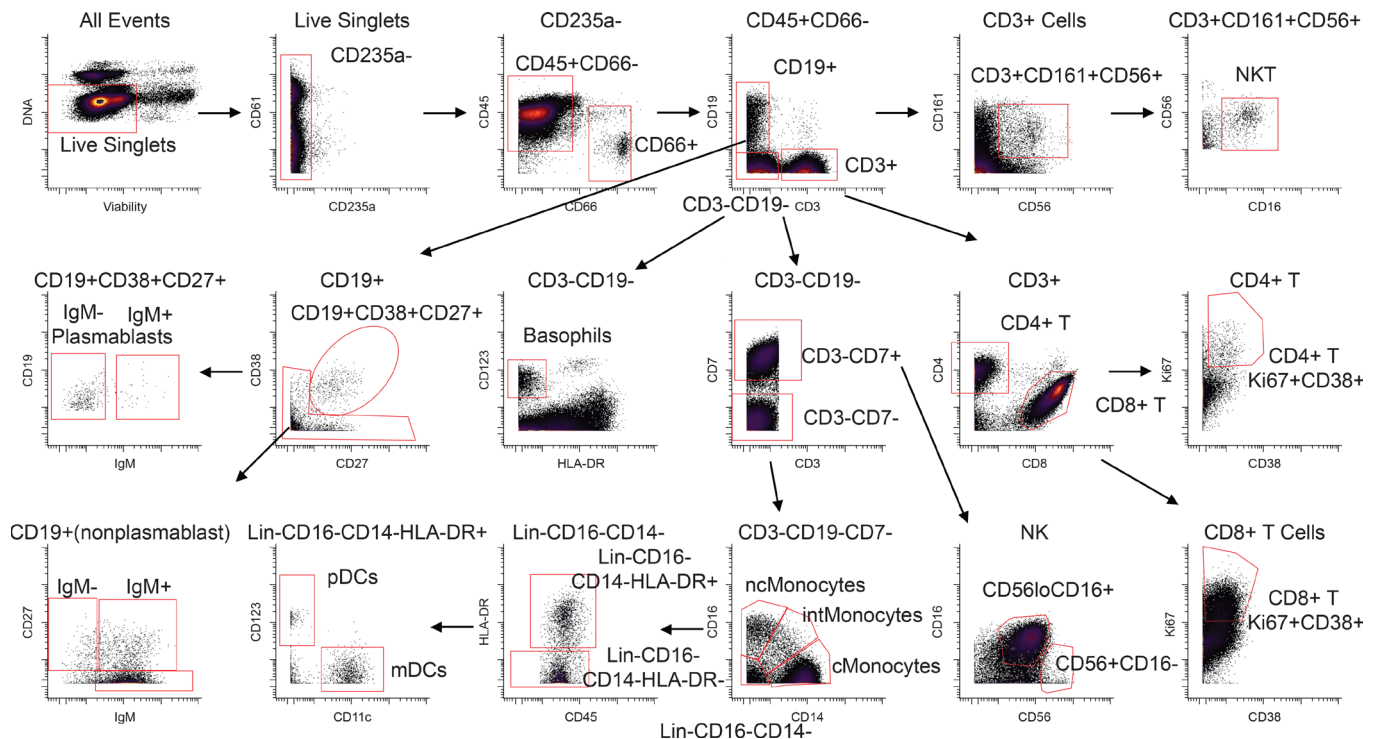 All Events
Live Singlets
CD235a-
CD45+CD66-
CD3+ Cells
CD3+CD161+CD56+
DNA
Live Singlets
Viability
CD61
CD235a-
CD235a
CD45
CD45+CD66-
CD66+
CD66
CD19
CD19+
CD3+
CD3-CD19-
CD3
CD161
CD3+CD161+CD56+
CD56
CD56
NKT
CD16
CD19+CD38+CD27+
CD19+
CD3-CD19-
CD3-CD19-
CD3+
CD4+ T
CD19
IgM-
IgM+
Plasmablasts
IgM
CD38
CD19+CD38+CD27+
CD27
CD123
Basophils
HLA-DR
CD7
CD3-CD7+
CD3-CD7-
CD3
CD4
CD4+ T
CD8+ T
CD8
Ki67
CD4+ T
Ki67+CD38+
CD38
CD19+(nonplasmablast)
Lin-CD16-CD14-HLA-DR+
Lin-CD16-CD14-
CD3-CD19-CD7-
NK
CD8+ T Cells
CD27
IgM-
IgM+
IgM
CD123
pDCs
mDCs
CD11c
HLA-DR
Lin-CD16-
CD14-HLA-DR+
Lin-CD16-
CD14-HLA-DR-
CD45
CD16
ncMonocytes
intMonocytes
cMonocytes
CD14
Lin-CD16-CD14-
CD16
CD56loCD16+
CD56+CD16-
CD56
Ki67
CD8+ T
Ki67+CD38+
CD38